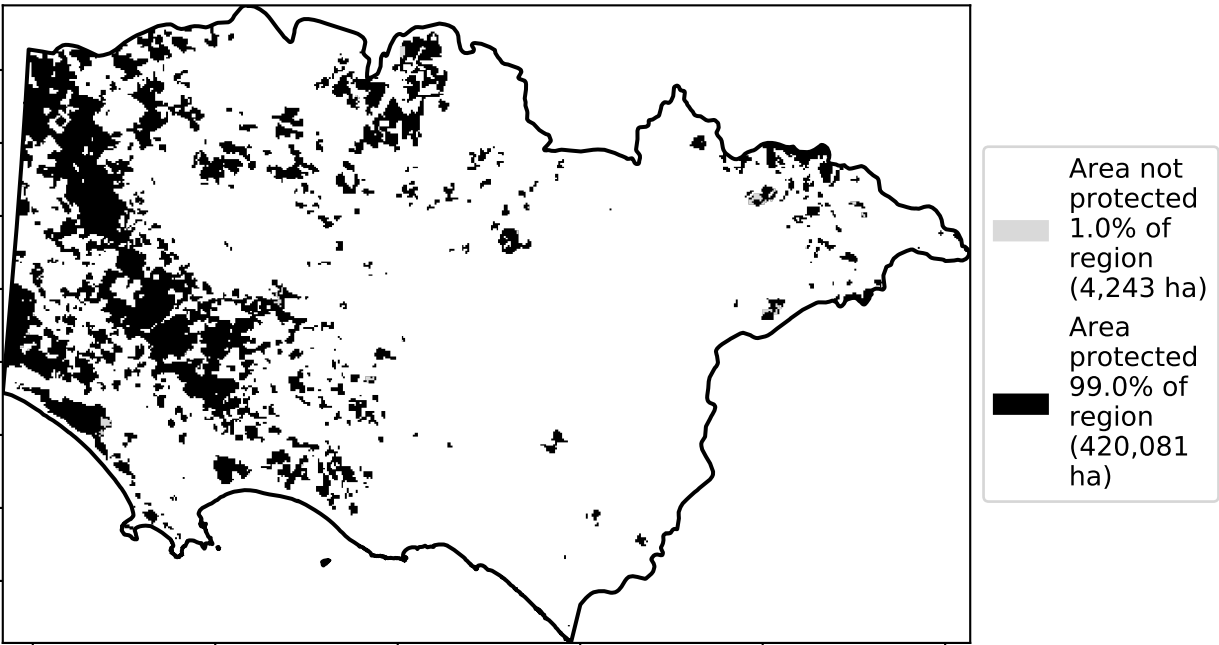 Area not
protected
1.0% of
region
(4,243 ha)
Area
protected
99.0% of
region
(420,081
ha)